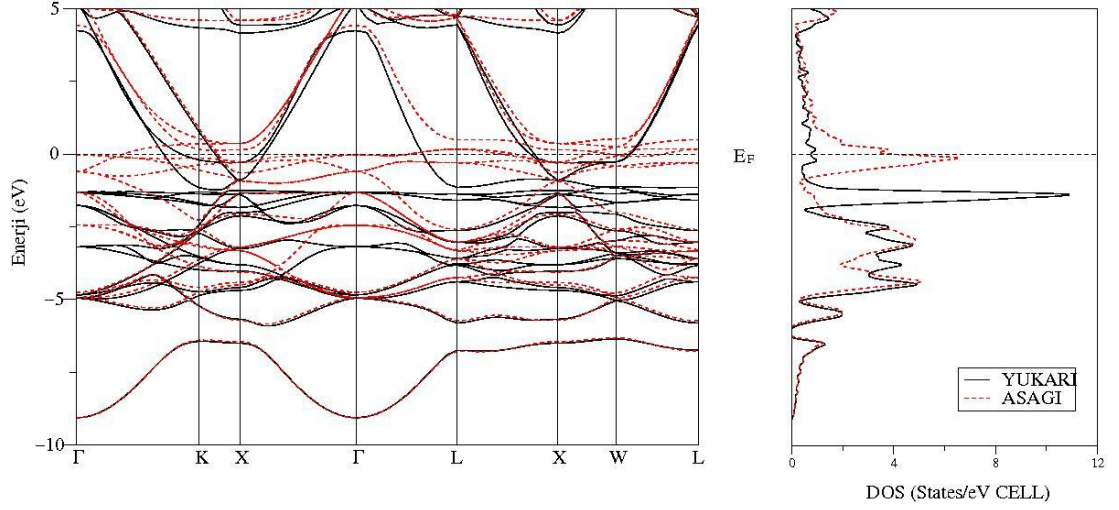 5
0
−5
−10
Enerji (eV)
Γ K X Γ L X W L
E_F
YUKARI
ASAGI
0 4 8 12
DOS (States/eV CELL)